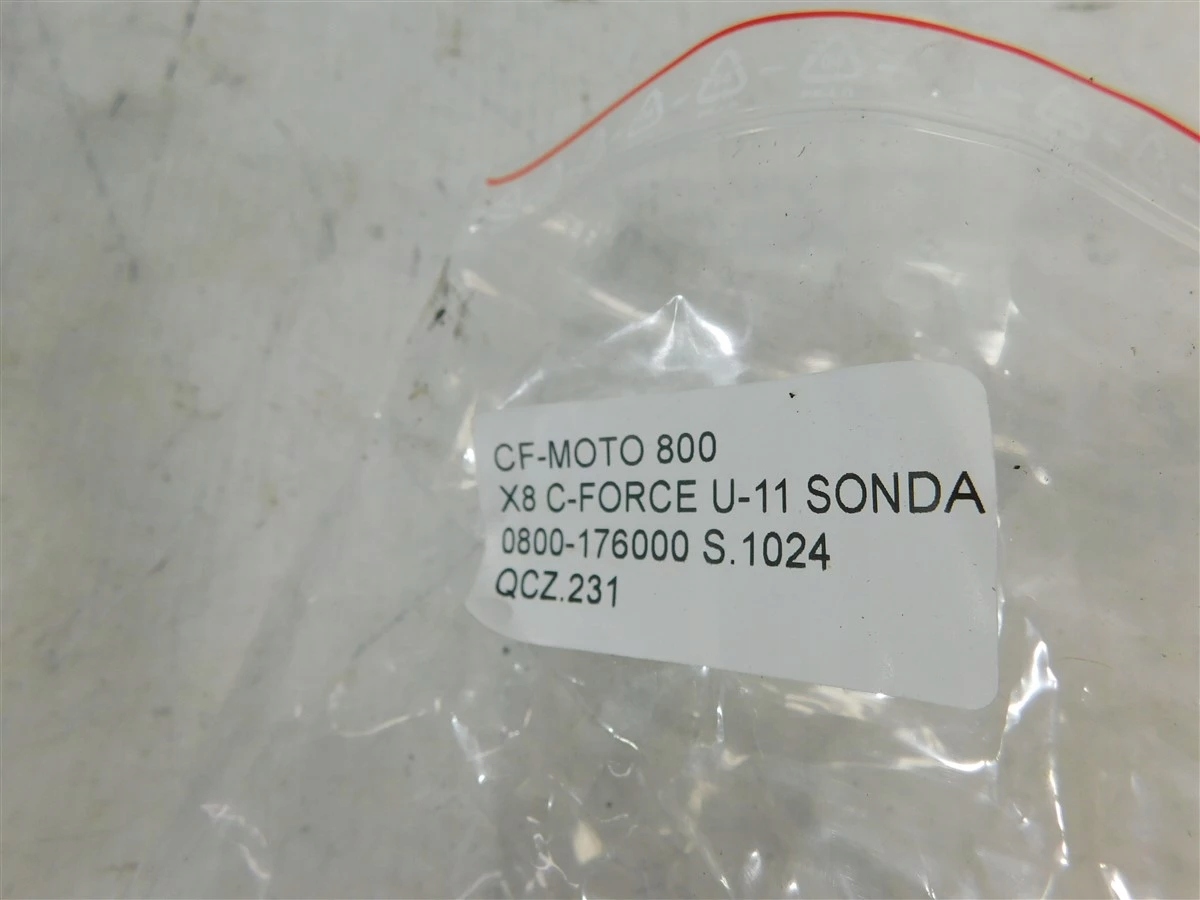 CF-MOTO 800
X8 C-FORCE U-11 SONDA
0800-176000 S.1024
QCZ.231